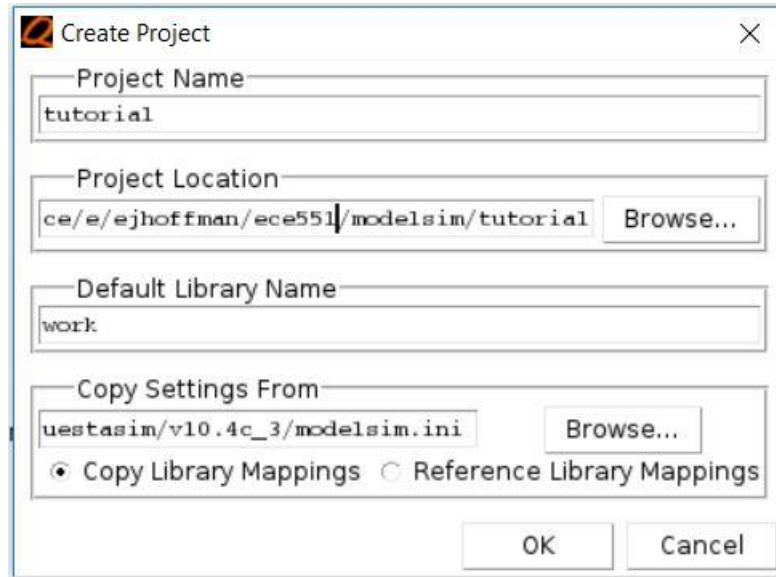 Create Project
Project Name
tutorial
Project Location
ce/e/ejhoffman/ece551/modelsim/tutorial Browse...
Default Library Name
work
Copy Settings From
uestasim/v10.4c_3/modelsim.ini Browse...
Copy Library Mappings Reference Library Mappings
OK Cancel